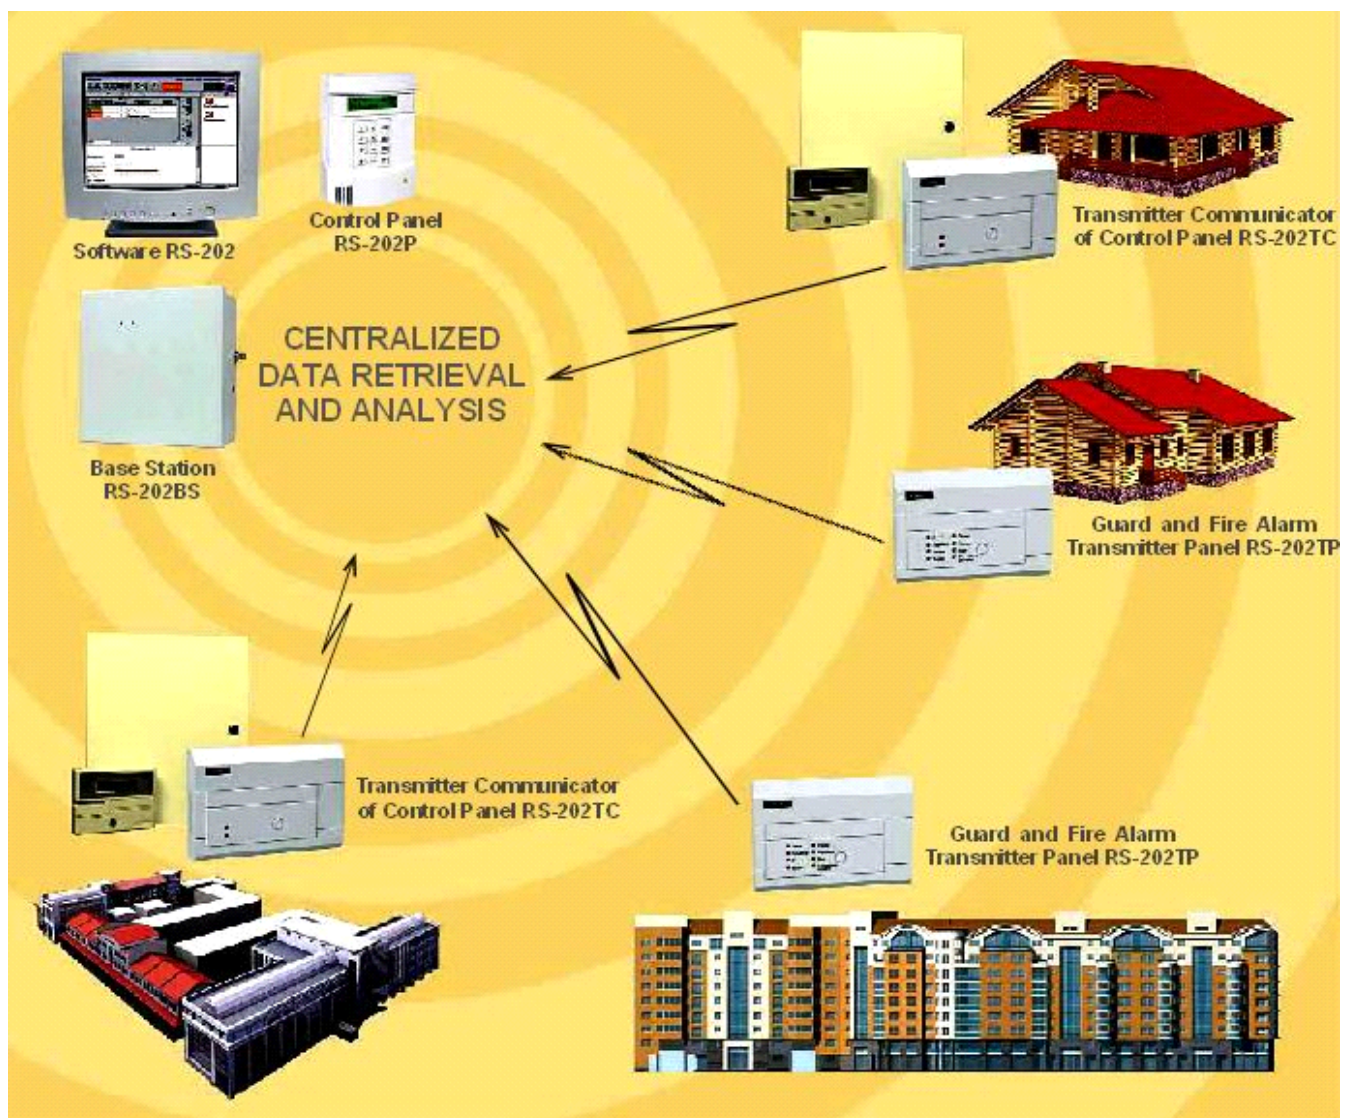 Software RS-202
Control Panel
RS-202P
Transmitter Communicator
of Control Panel RS-202TC
CENTRALIZED
DATA RETRIEVAL
AND ANALYSIS
Base Station
RS-202BS
Guard and Fire Alarm
Transmitter Panel RS-202TP
Transmitter Communicator
of Control Panel RS-202TC
Guard and Fire Alarm
Transmitter Panel RS-202TP